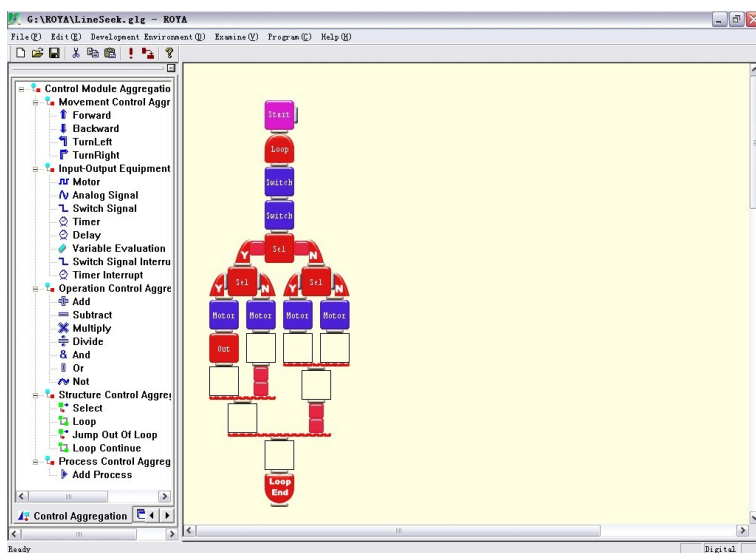 G:\ROYA\LineSeek.glg - ROYA
File(F) Edit(E) Development Environment(D) Examine(V) Program(C) Help(H)
Control Module Aggregatio
Movement Control Aggr
Forward
Backward
TurnLeft
TurnRight
Input-Output Equipment
Motor
Analog Signal
Switch Signal
Timer
Delay
Variable Evaluation
Switch Signal Interru
Timer Interrupt
Operation Control Aggre
Add
Subtract
Multiply
Divide
And
Or
Not
Structure Control Aggreg
Select
Loop
Jump Out Of Loop
Loop Continue
Process Control Aggreg
Add Process
Control Aggregation
Start
Loop
Switch
Switch
Y Sel N
Y Sel N Y Sel N
Motor Motor Motor Motor
Out
Loop
End
Ready
Digital